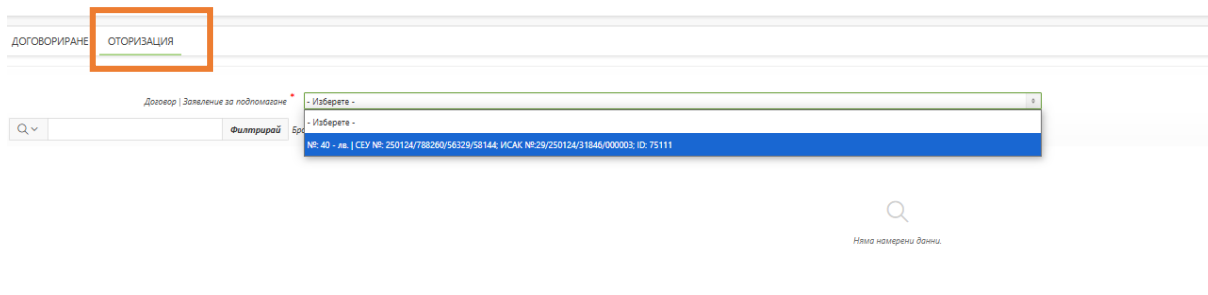 ДОГОВОРИРАНЕ ОТОРИЗАЦИЯ
Договор | Заявление за подпомагане * - Изберете -
- Изберете -
Филтрирай
№: 40 - лв. | СЕУ №: 250124/788260/56329/58144; ИСАК №:29/250124/31846/000003; ID: 75111
Няма намерени данни.